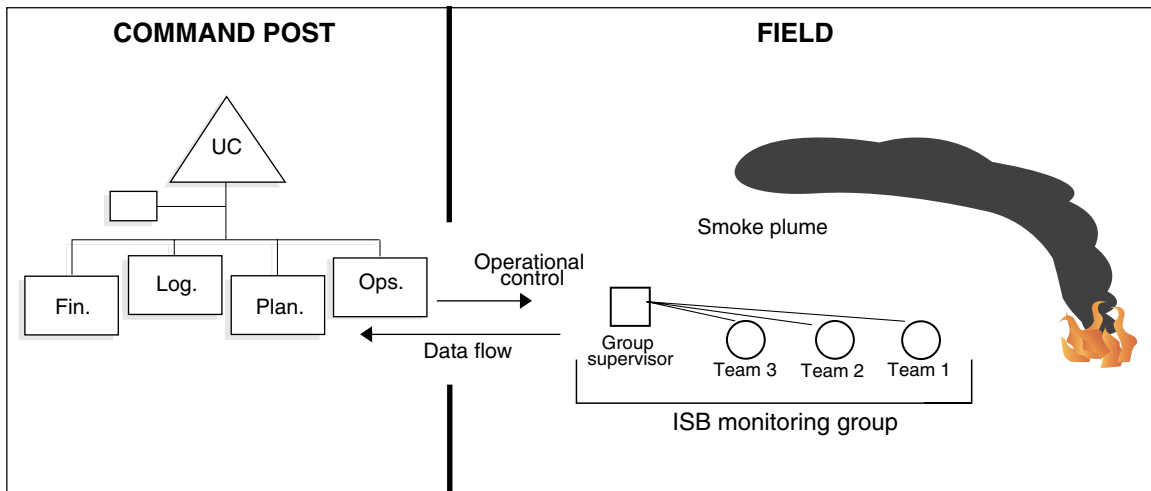 COMMAND POST
FIELD
UC
Fin.
Log.
Plan.
Ops.
Operational
control
Data flow
Smoke plume
Group
supervisor
Team 3
Team 2
Team 1
ISB monitoring group